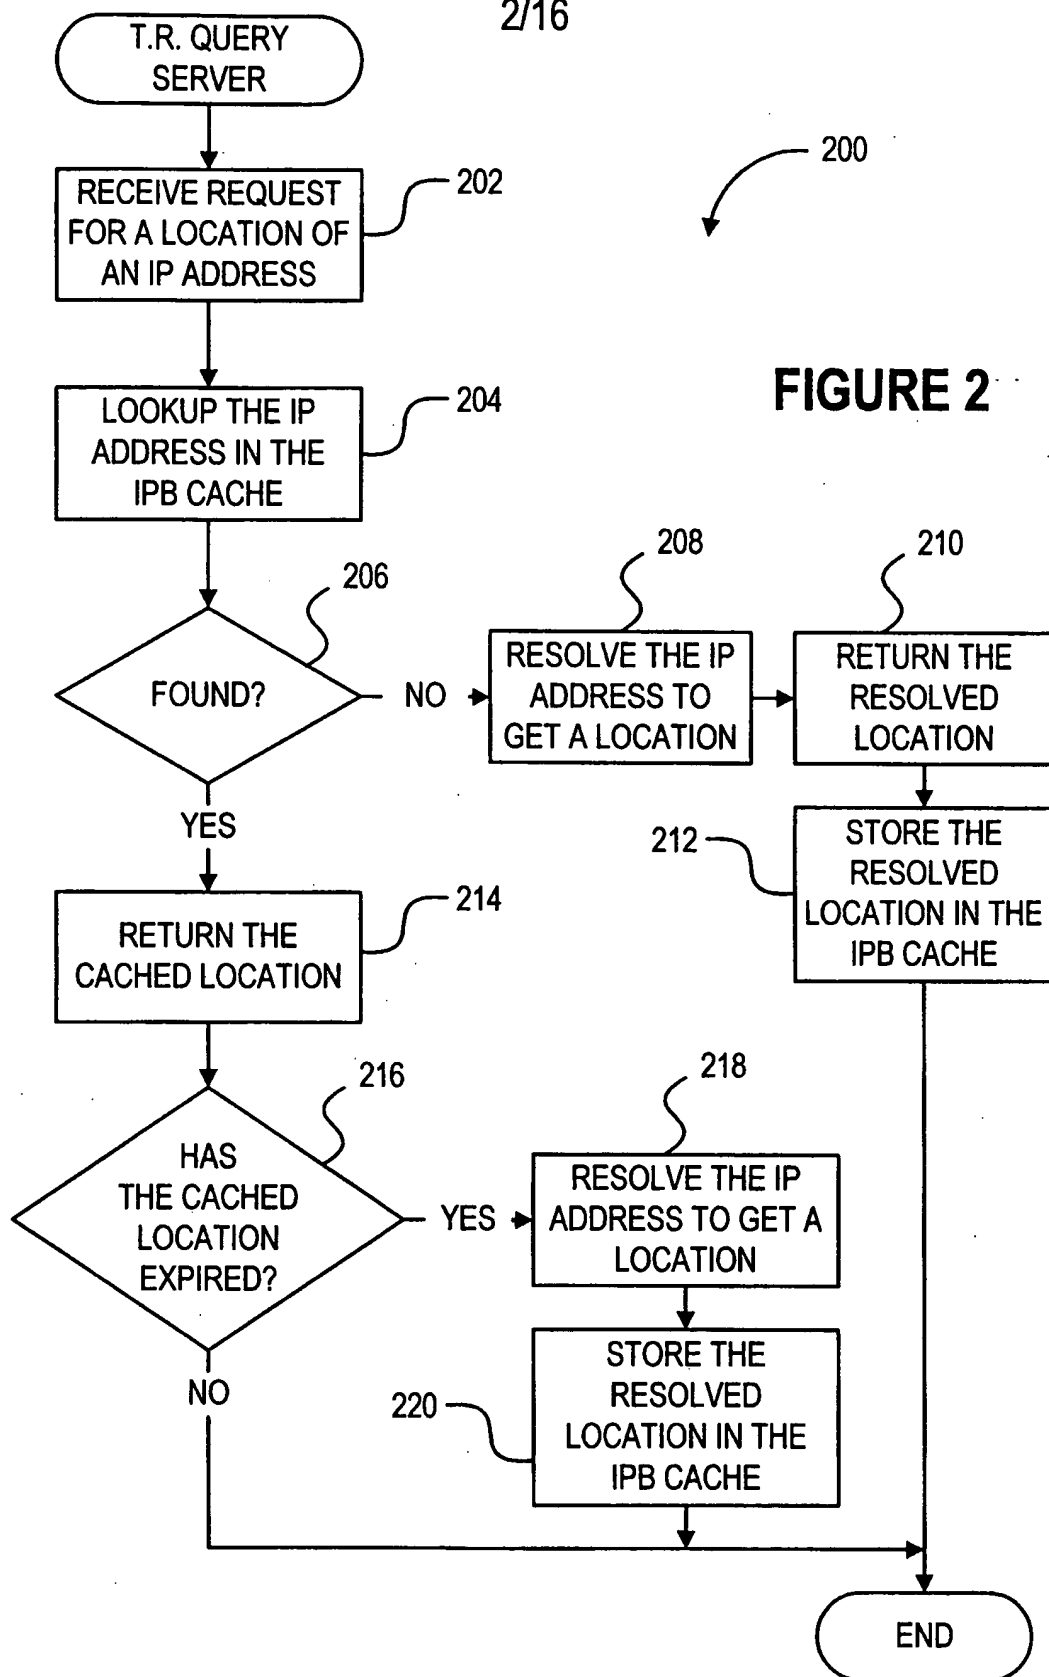 2/16
T.R. QUERY
SERVER
200
RECEIVE REQUEST
FOR A LOCATION OF
AN IP ADDRESS
202
FIGURE 2
LOOKUP THE IP
ADDRESS IN THE
IPB CACHE
204
206
FOUND?
NO
208
RESOLVE THE IP
ADDRESS TO
GET A LOCATION
210
RETURN THE
RESOLVED
LOCATION
212
STORE THE
RESOLVED
LOCATION IN THE
IPB CACHE
YES
RETURN THE
CACHED LOCATION
214
216
HAS
THE CACHED
LOCATION
EXPIRED?
YES
218
RESOLVE THE IP
ADDRESS TO GET A
LOCATION
220
STORE THE
RESOLVED
LOCATION IN THE
IPB CACHE
NO
END